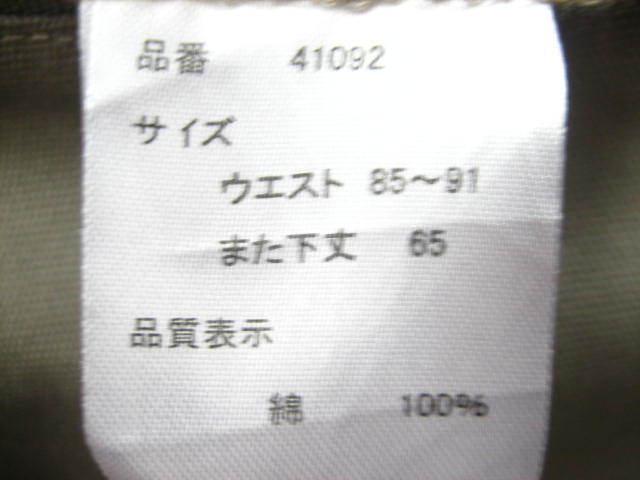 品番 41092
サイズ
ウエスト 85～91
また下丈 65
品質表示
綿 100%